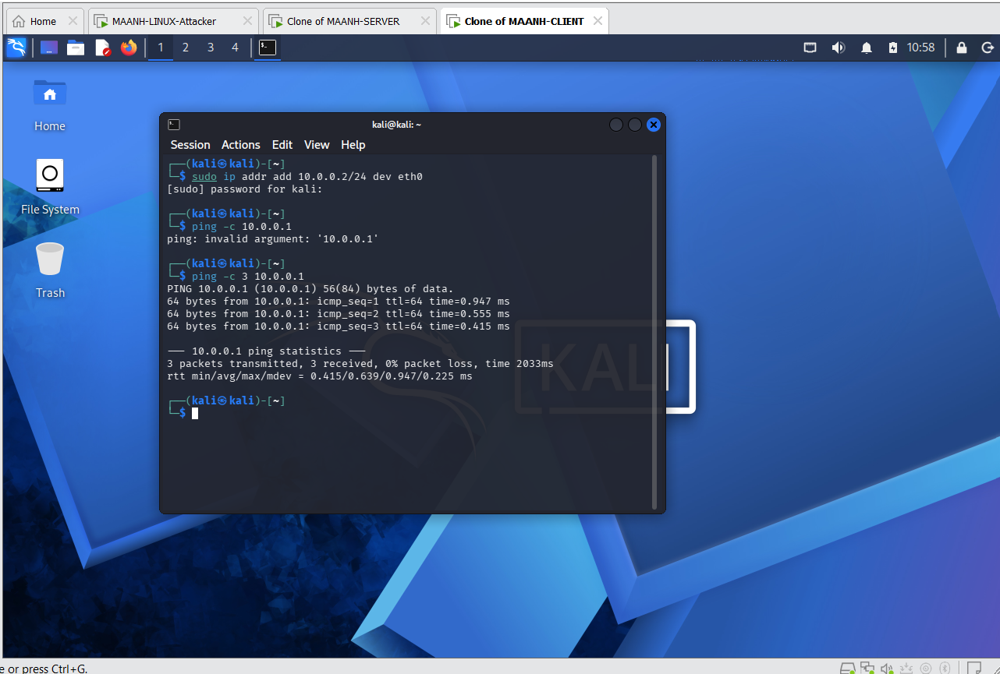 Home
MAANH-LINUX-Attacker
Clone of MAANH-SERVER
Clone of MAANH-CLIENT
1 2 3 4
10:58
Home
File System
Trash
kali@kali: ~
Session Actions Edit View Help
┌──(kali㉿kali)-[~]
└─$ sudo ip addr add 10.0.0.2/24 dev eth0
[sudo] password for kali:
┌──(kali㉿kali)-[~]
└─$ ping -c 10.0.0.1
ping: invalid argument: '10.0.0.1'
┌──(kali㉿kali)-[~]
└─$ ping -c 3 10.0.0.1
PING 10.0.0.1 (10.0.0.1) 56(84) bytes of data.
64 bytes from 10.0.0.1: icmp_seq=1 ttl=64 time=0.947 ms
64 bytes from 10.0.0.1: icmp_seq=2 ttl=64 time=0.555 ms
64 bytes from 10.0.0.1: icmp_seq=3 ttl=64 time=0.415 ms
--- 10.0.0.1 ping statistics ---
3 packets transmitted, 3 received, 0% packet loss, time 2033ms
rtt min/avg/max/mdev = 0.415/0.639/0.947/0.225 ms
┌──(kali㉿kali)-[~]
└─$
KALI
e or press Ctrl+G.